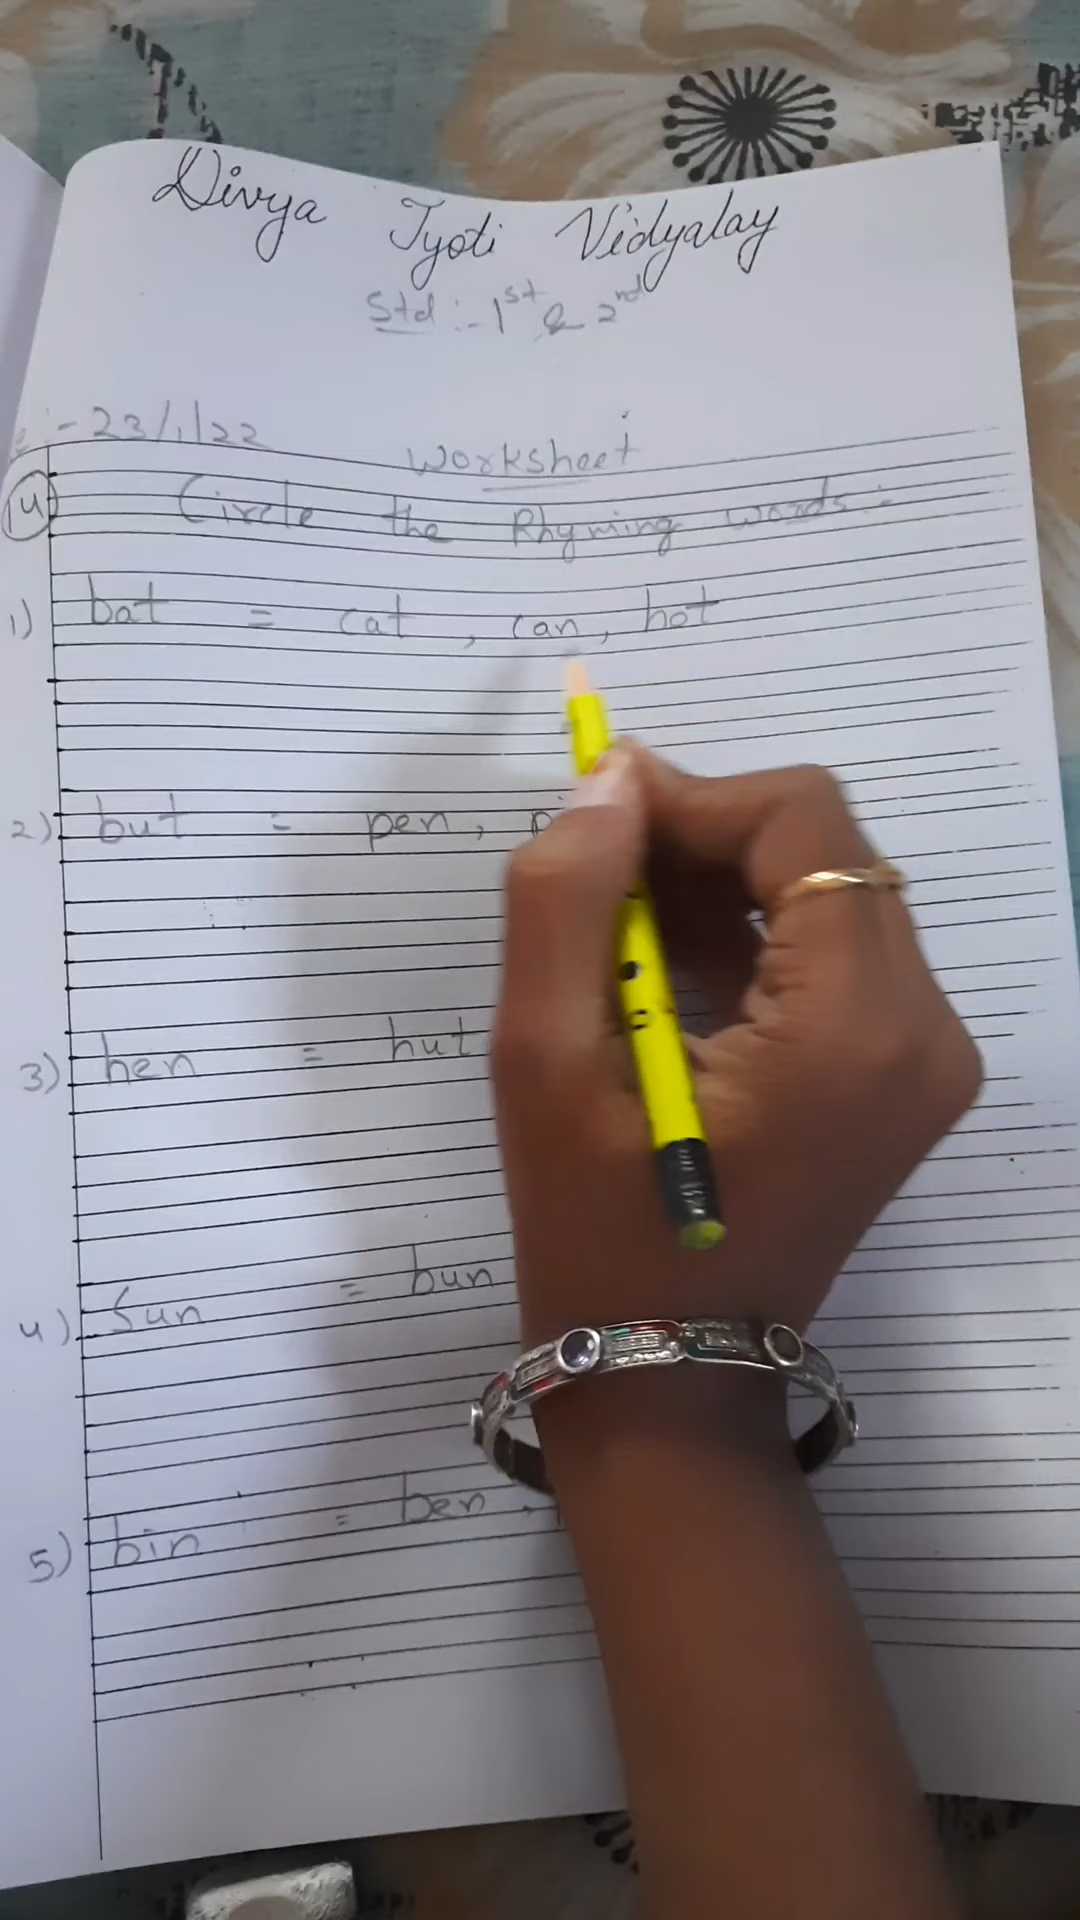 Divya Jyoti Vidyalay
Std :- 1st & 2nd
:- 23/1/22
Worksheet
14 Circle the Rhyming words :-
1) bat = cat , can , hot
2) but = pen ,
3) hen = hut
4) Sun = bun
5) bin = ben ,